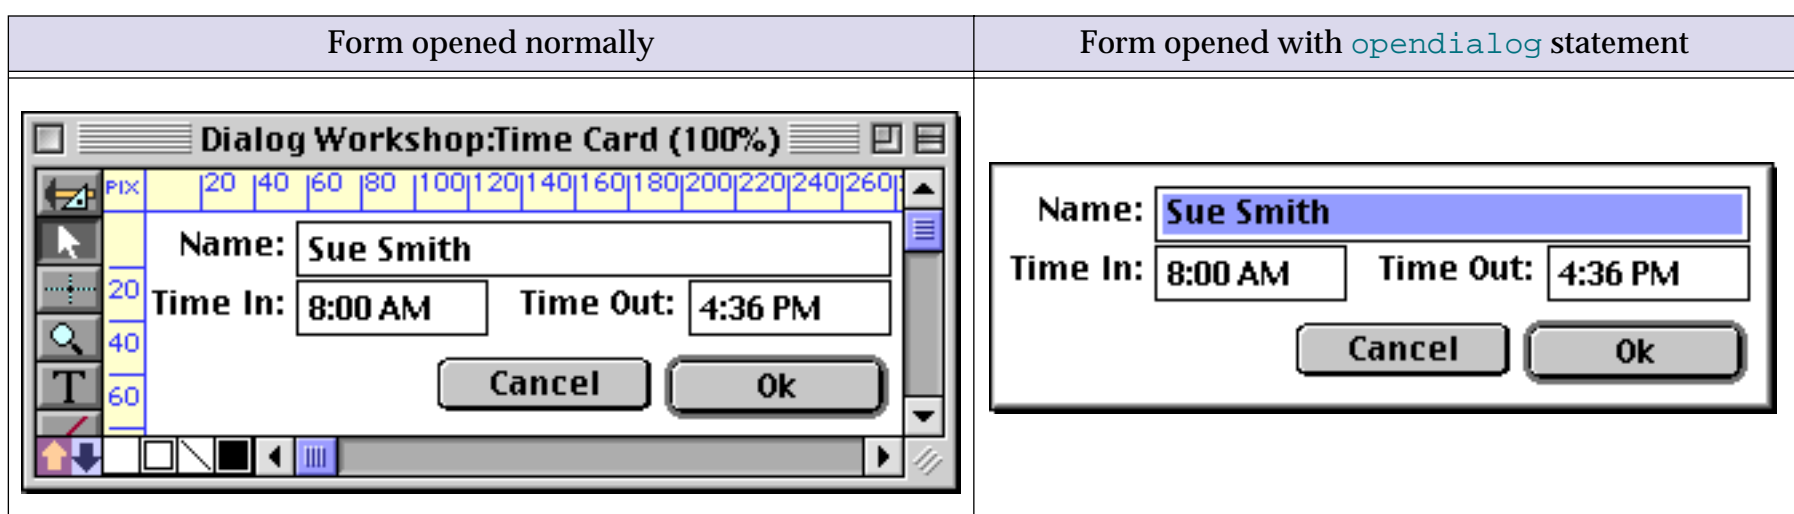 Form opened normally
Form opened with opendialog statement
Dialog Workshop:Time Card (100%)
PIX 20 40 60 80 100 120 140 160 180 200 220 240 260
Name: Sue Smith
20 Time In: 8:00 AM Time Out: 4:36 PM
40
T 60 Cancel Ok
Name: Sue Smith
Time In: 8:00 AM Time Out: 4:36 PM
Cancel Ok